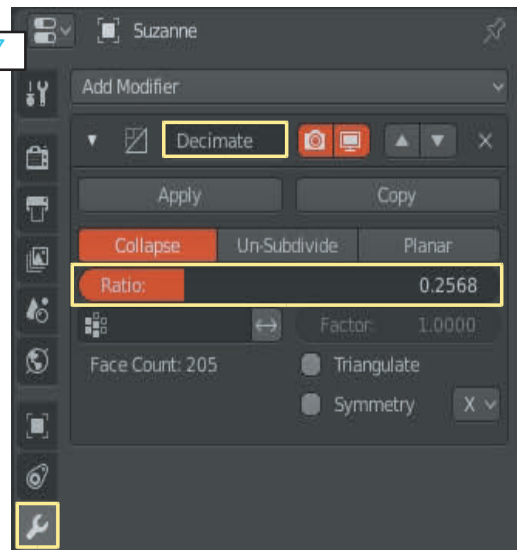 Suzanne
7
Add Modifier
Decimate
Apply Copy
Collapse Un-Subdivide Planar
Ratio: 0.2568
Factor: 1.0000
Face Count: 205 Triangulate
Symmetry X